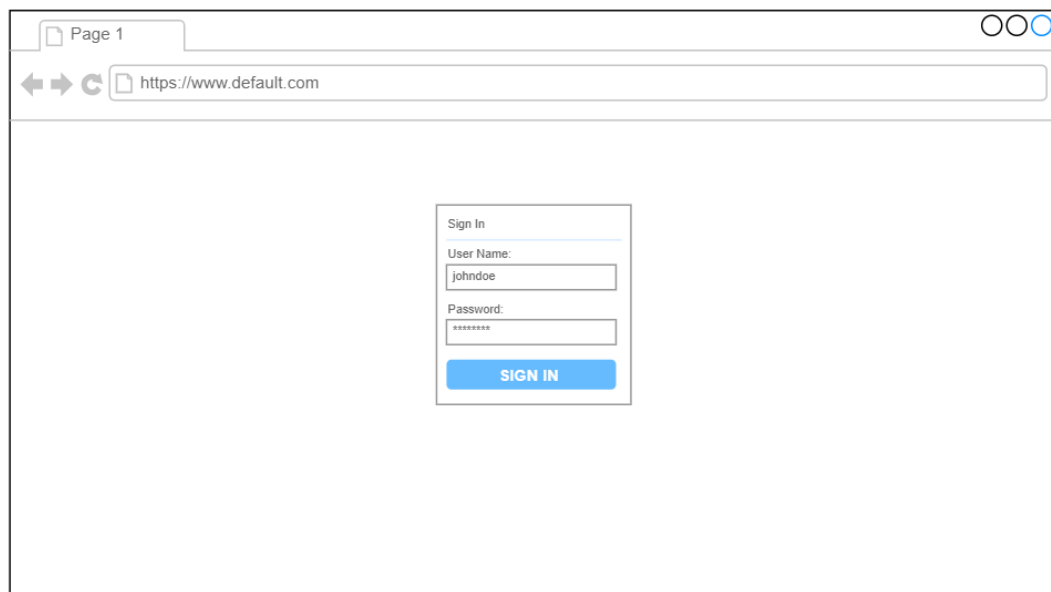 Page 1
https://www.default.com
Sign In
User Name:
johndoe
Password:
********
SIGN IN